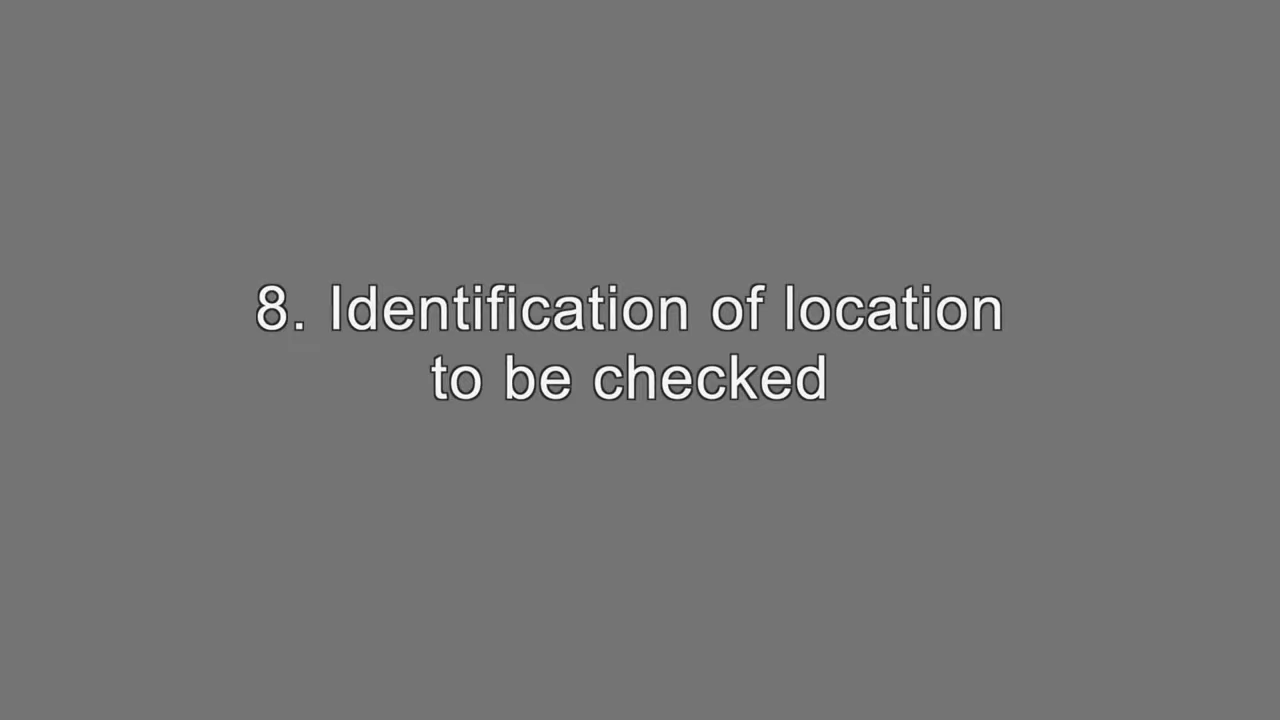 8. Identification of location
to be checked